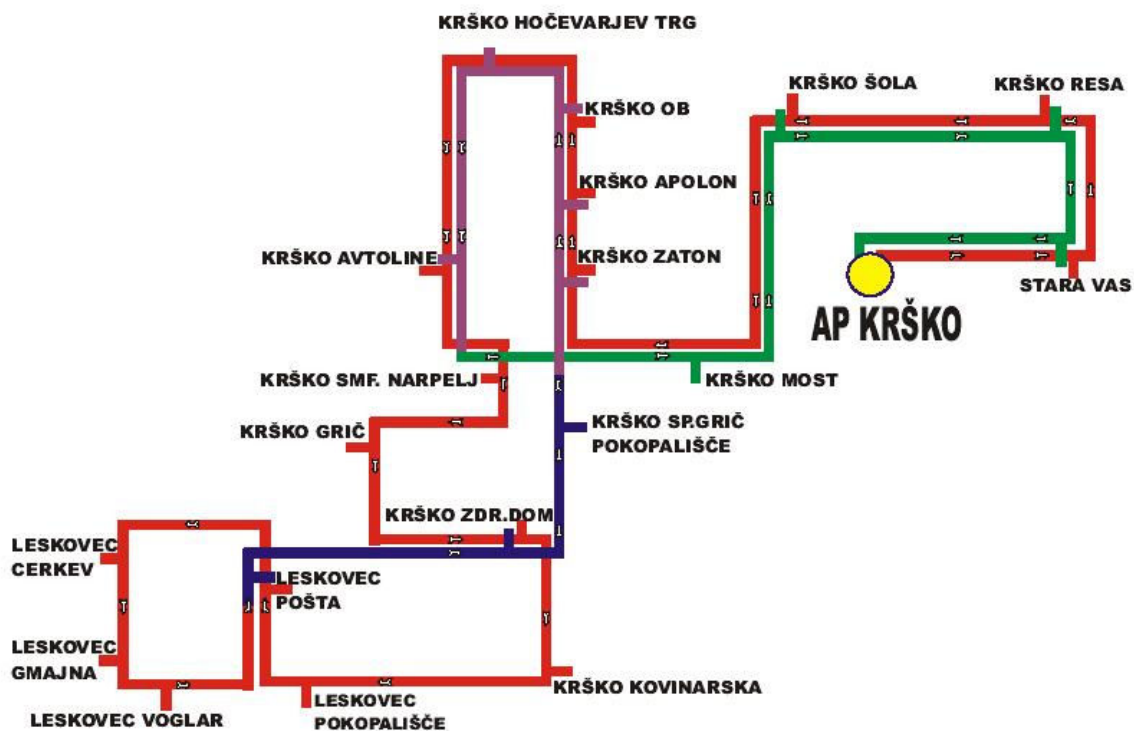 KRŠKO HOČEVARJEV TRG
KRŠKO ŠOLA
KRŠKO RESA
KRŠKO OB
KRŠKO APOLON
KRŠKO AVTOLINE
KRŠKO ZATON
STARA VAS
AP KRŠKO
KRŠKO SMF. NARPELJ
KRŠKO MOST
KRŠKO GRIČ
KRŠKO SP.GRIČ
POKOPALIŠČE
KRŠKO ZDR.DOM
LESKOVEC
CERKEV
LESKOVEC
POŠTA
LESKOVEC
GMAJNA
KRŠKO KOVINARSKA
LESKOVEC VOGLAR
LESKOVEC
POKOPALIŠČE